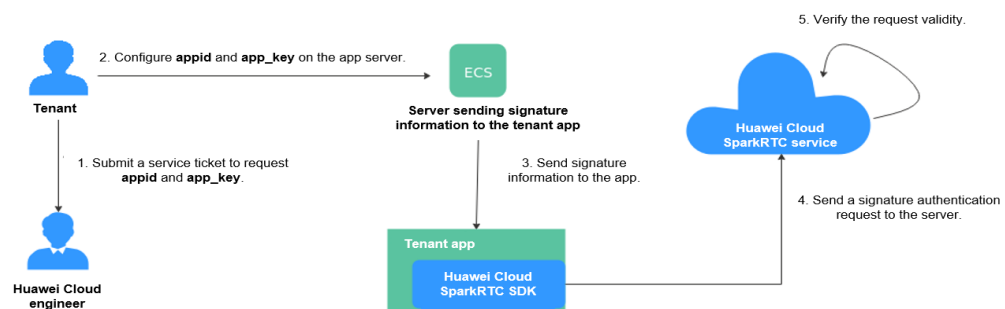 5. Verify the request validity.
2. Configure appid and app_key on the app server.
ECS
Tenant
Server sending signature
information to the tenant app
Huawei Cloud
SparkRTC service
1. Submit a service ticket to request
appid and app_key.
3. Send signature
information to the app.
4. Send a signature authentication
request to the server.
Tenant app
Huawei Cloud
SparkRTC SDK
Huawei Cloud
engineer